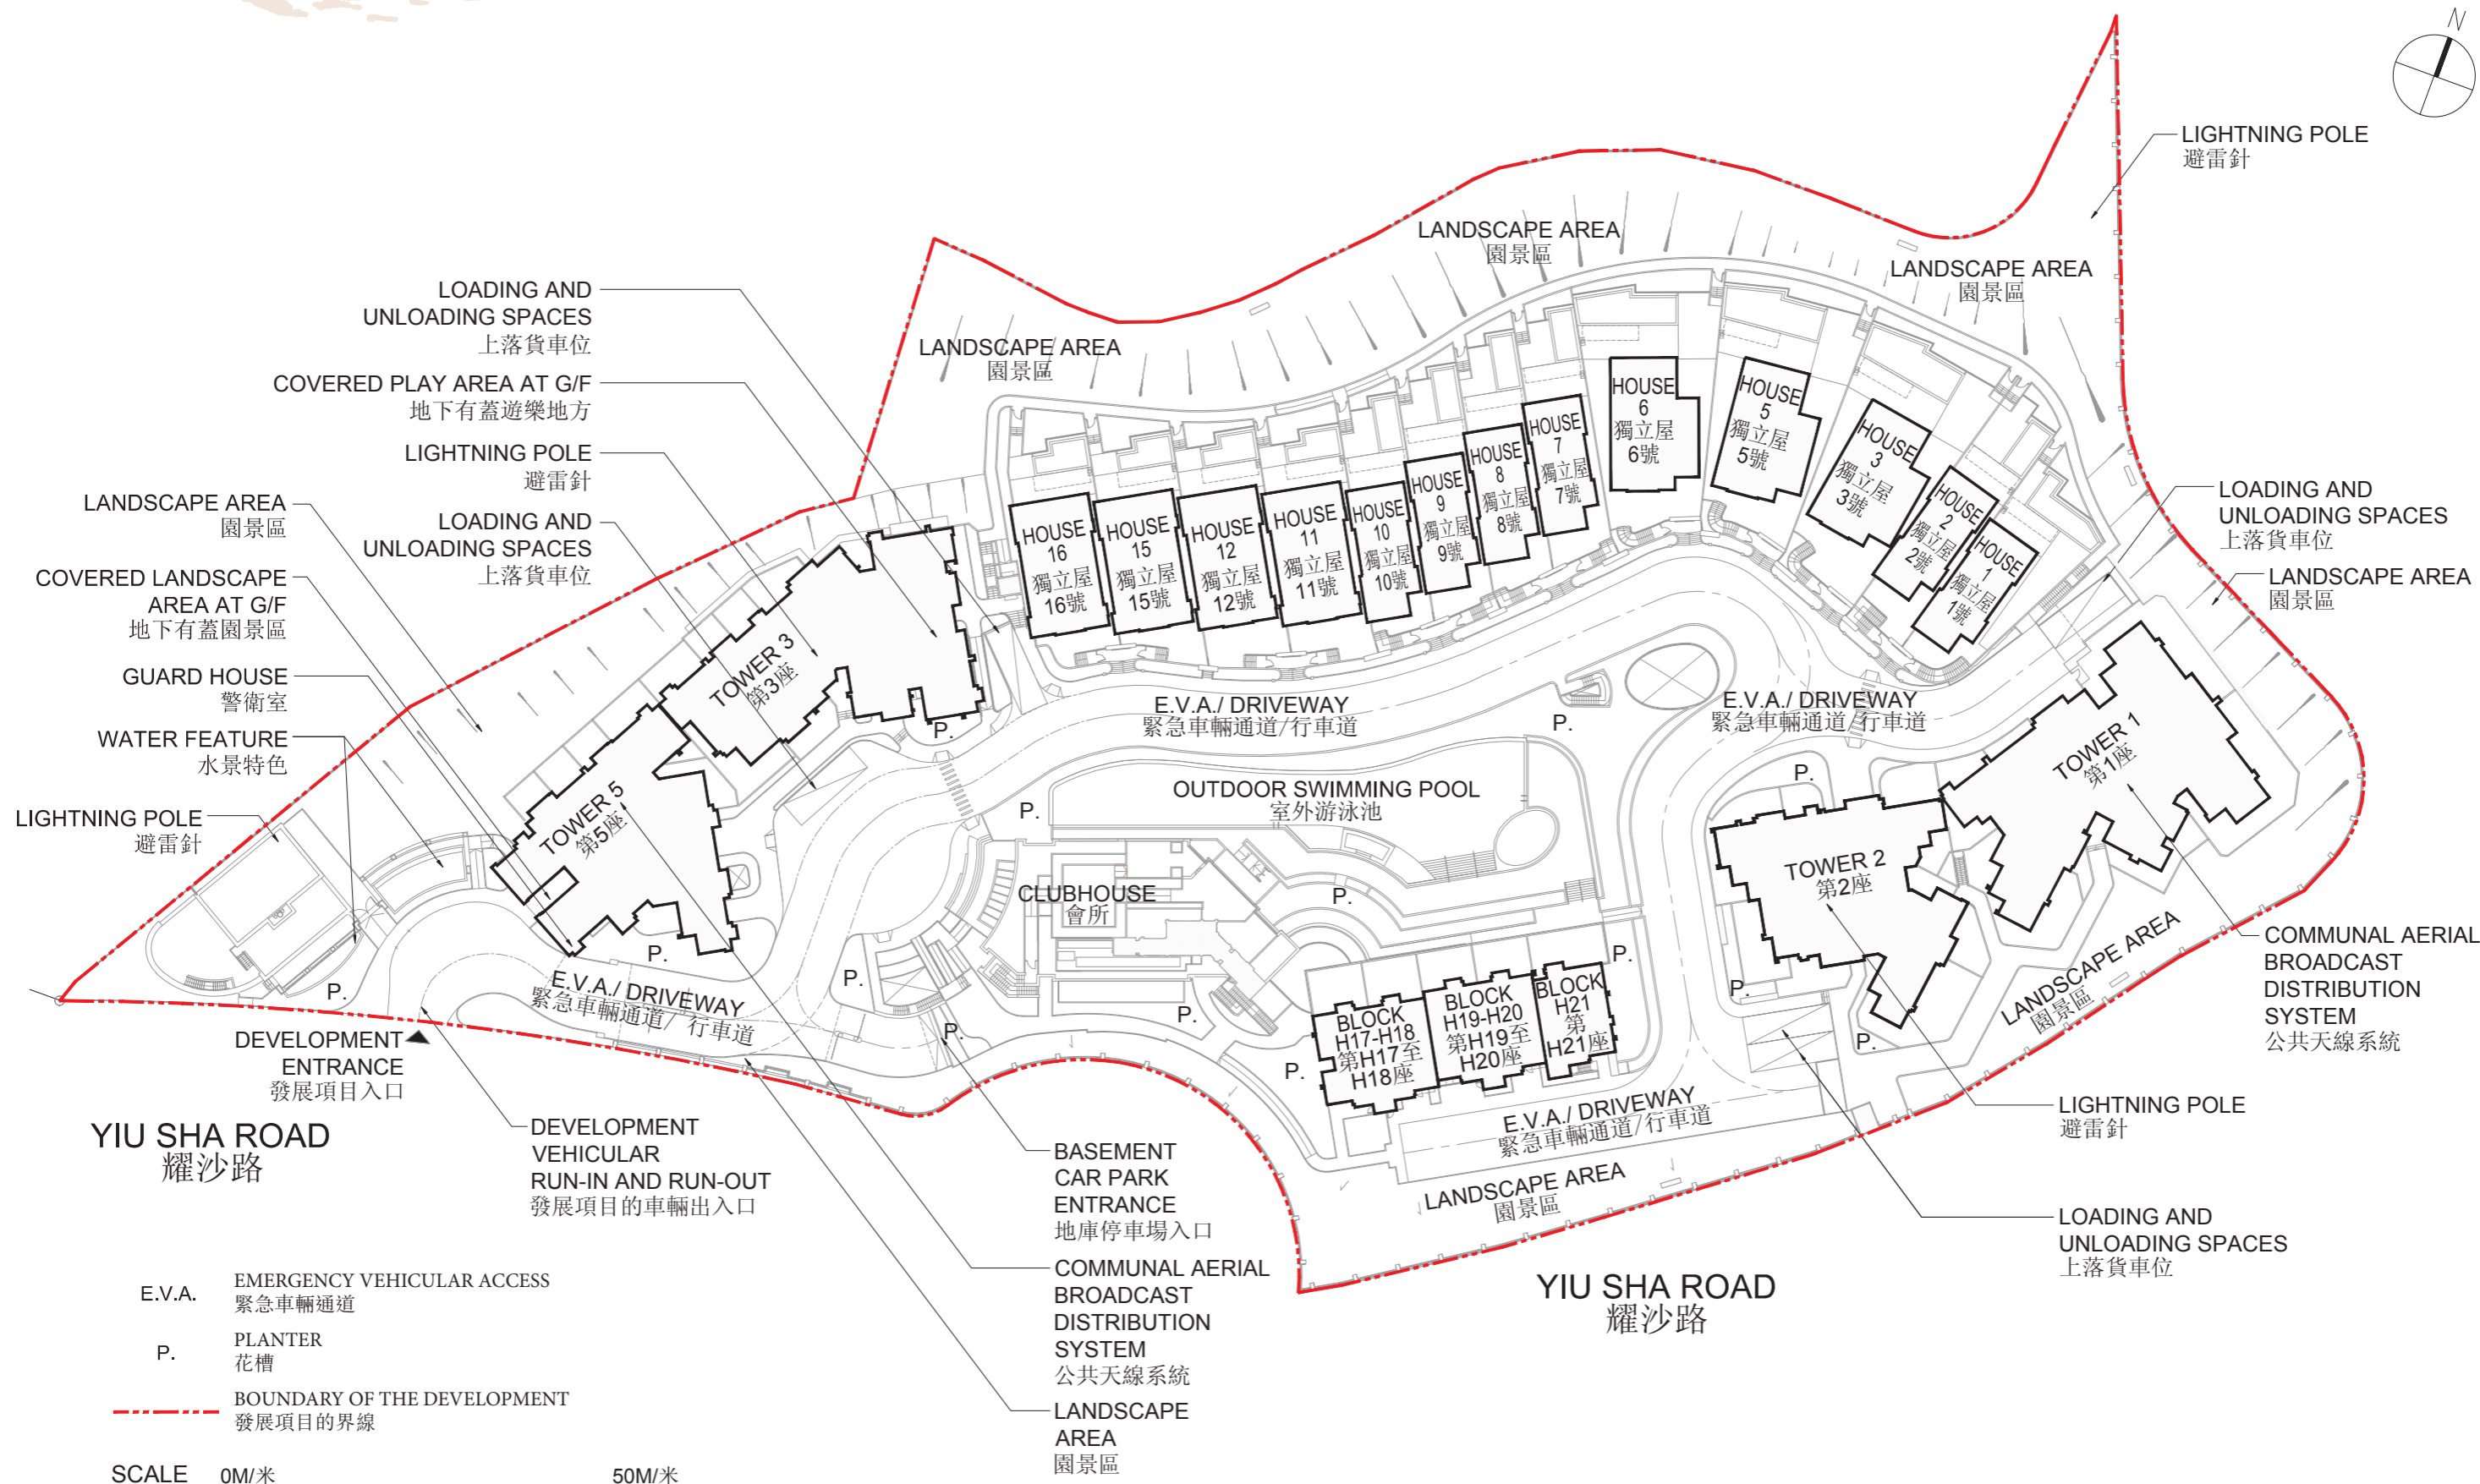 N
LIGHTNING POLE
避雷針
LANDSCAPE AREA
園景區
LANDSCAPE AREA
園景區
LANDSCAPE AREA
園景區
LOADING AND
UNLOADING SPACES
上落貨車位
COVERED PLAY AREA AT G/F
地下有蓋遊樂地方
LIGHTNING POLE
避雷針
LOADING AND
UNLOADING SPACES
上落貨車位
LANDSCAPE AREA
園景區
COVERED LANDSCAPE
AREA AT G/F
地下有蓋園景區
GUARD HOUSE
警衛室
WATER FEATURE
水景特色
LIGHTNING POLE
避雷針
HOUSE
16
獨立屋
16號
HOUSE
15
獨立屋
15號
HOUSE
12
獨立屋
12號
HOUSE
11
獨立屋
11號
HOUSE
10
獨立屋
10號
HOUSE
9
獨立屋
9號
HOUSE
8
獨立屋
8號
HOUSE
7
獨立屋
7號
HOUSE
6
獨立屋
6號
HOUSE
5
獨立屋
5號
HOUSE
3
獨立屋
3號
HOUSE
2
獨立屋
2號
HOUSE
1
獨立屋
1號
LOADING AND
UNLOADING SPACES
上落貨車位
LANDSCAPE AREA
園景區
TOWER 3
第3座
TOWER 5
第5座
P.
E.V.A./ DRIVEWAY
緊急車輛通道/行車道
P.
E.V.A./ DRIVEWAY
緊急車輛通道/行車道
TOWER 1
第1座
P.
TOWER 2
第2座
OUTDOOR SWIMMING POOL
室外游泳池
P.
CLUBHOUSE
會所
P.
P.
P.
P.
E.V.A./ DRIVEWAY
緊急車輛通道/ 行車道
P.
P.
P.
P.
P.
P.
P.
BLOCK
H17-H18
第H17至
H18座
BLOCK
H19-H20
第H19至
H20座
BLOCK
H21
第
H21座
E.V.A./ DRIVEWAY
緊急車輛通道/行車道
LANDSCAPE AREA
園景區
LANDSCAPE AREA
園景區
COMMUNAL AERIAL
BROADCAST
DISTRIBUTION
SYSTEM
公共天線系統
LIGHTNING POLE
避雷針
LOADING AND
UNLOADING SPACES
上落貨車位
DEVELOPMENT
ENTRANCE
發展項目入口
YIU SHA ROAD
耀沙路
DEVELOPMENT
VEHICULAR
RUN-IN AND RUN-OUT
發展項目的車輛出入口
BASEMENT
CAR PARK
ENTRANCE
地庫停車場入口
COMMUNAL AERIAL
BROADCAST
DISTRIBUTION
SYSTEM
公共天線系統
LANDSCAPE
AREA
園景區
YIU SHA ROAD
耀沙路
E.V.A.
EMERGENCY VEHICULAR ACCESS
緊急車輛通道
P.
PLANTER
花槽
BOUNDARY OF THE DEVELOPMENT
發展項目的界線
SCALE 0M/米 50M/米